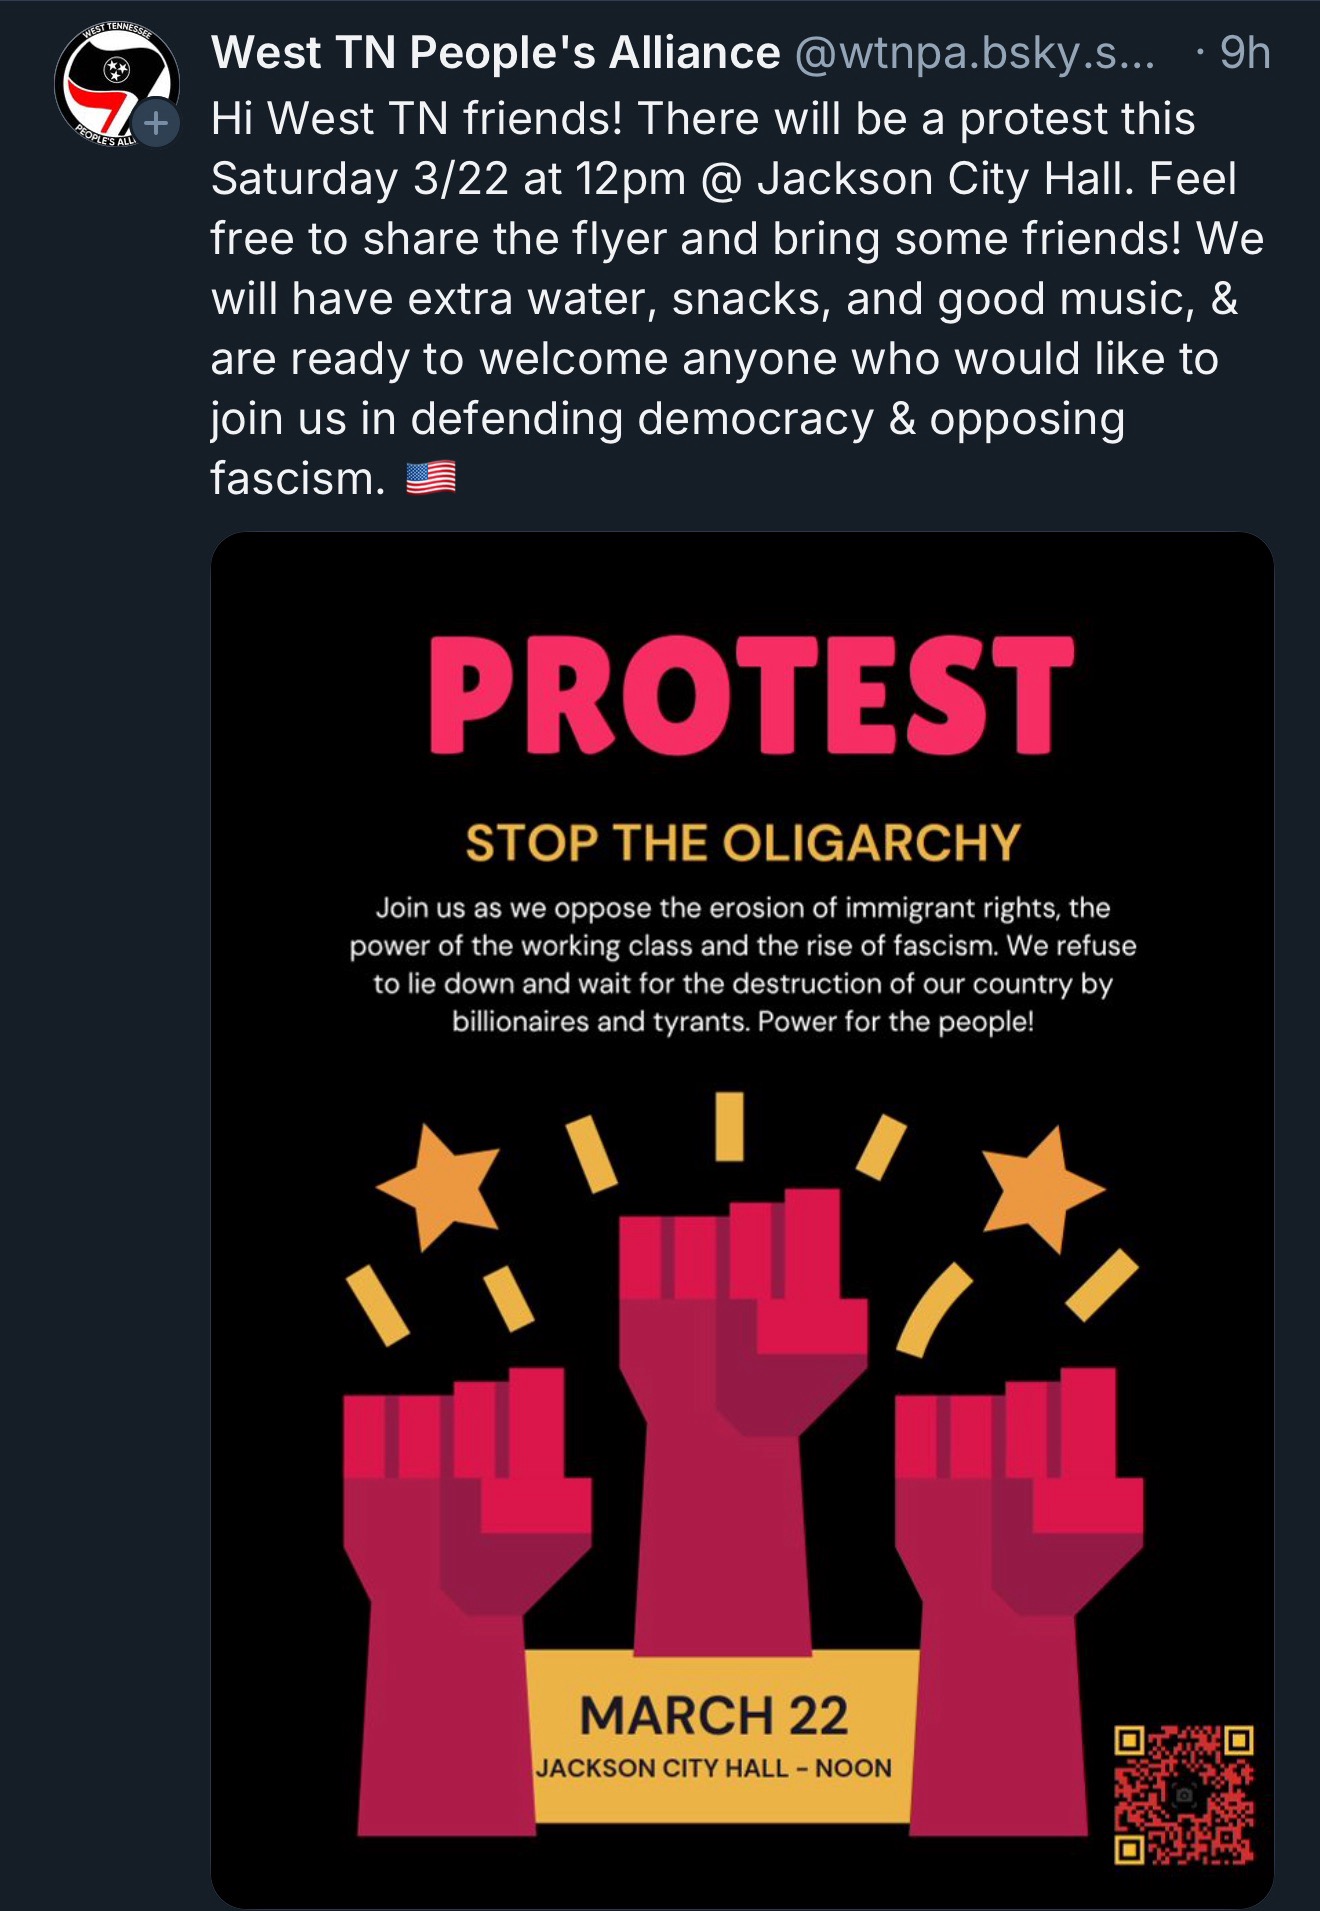 WEST TENNESSEE
PEOPLE'S ALL
West TN People's Alliance @wtnpa.bsky.s... · 9h
Hi West TN friends! There will be a protest this
Saturday 3/22 at 12pm @ Jackson City Hall. Feel
free to share the flyer and bring some friends! We
will have extra water, snacks, and good music, &
are ready to welcome anyone who would like to
join us in defending democracy & opposing
fascism. 🇺🇸
PROTEST
STOP THE OLIGARCHY
Join us as we oppose the erosion of immigrant rights, the
power of the working class and the rise of fascism. We refuse
to lie down and wait for the destruction of our country by
billionaires and tyrants. Power for the people!
MARCH 22
JACKSON CITY HALL - NOON